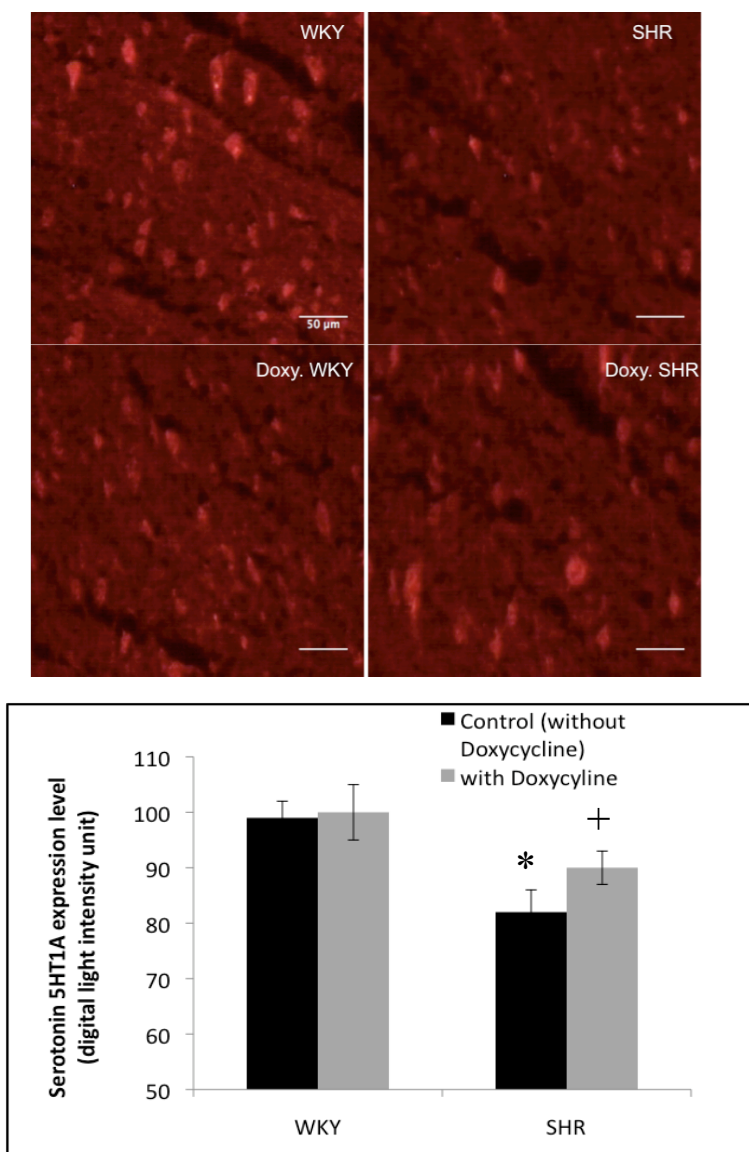 WKY
SHR
50 µm
Doxy. WKY
Doxy. SHR
Control (without
Doxycycline)
with Doxycyline
Serotonin 5HT1A expression level
(digital light intensity unit)
110
100
90
80
70
60
50
*
+
WKY
SHR